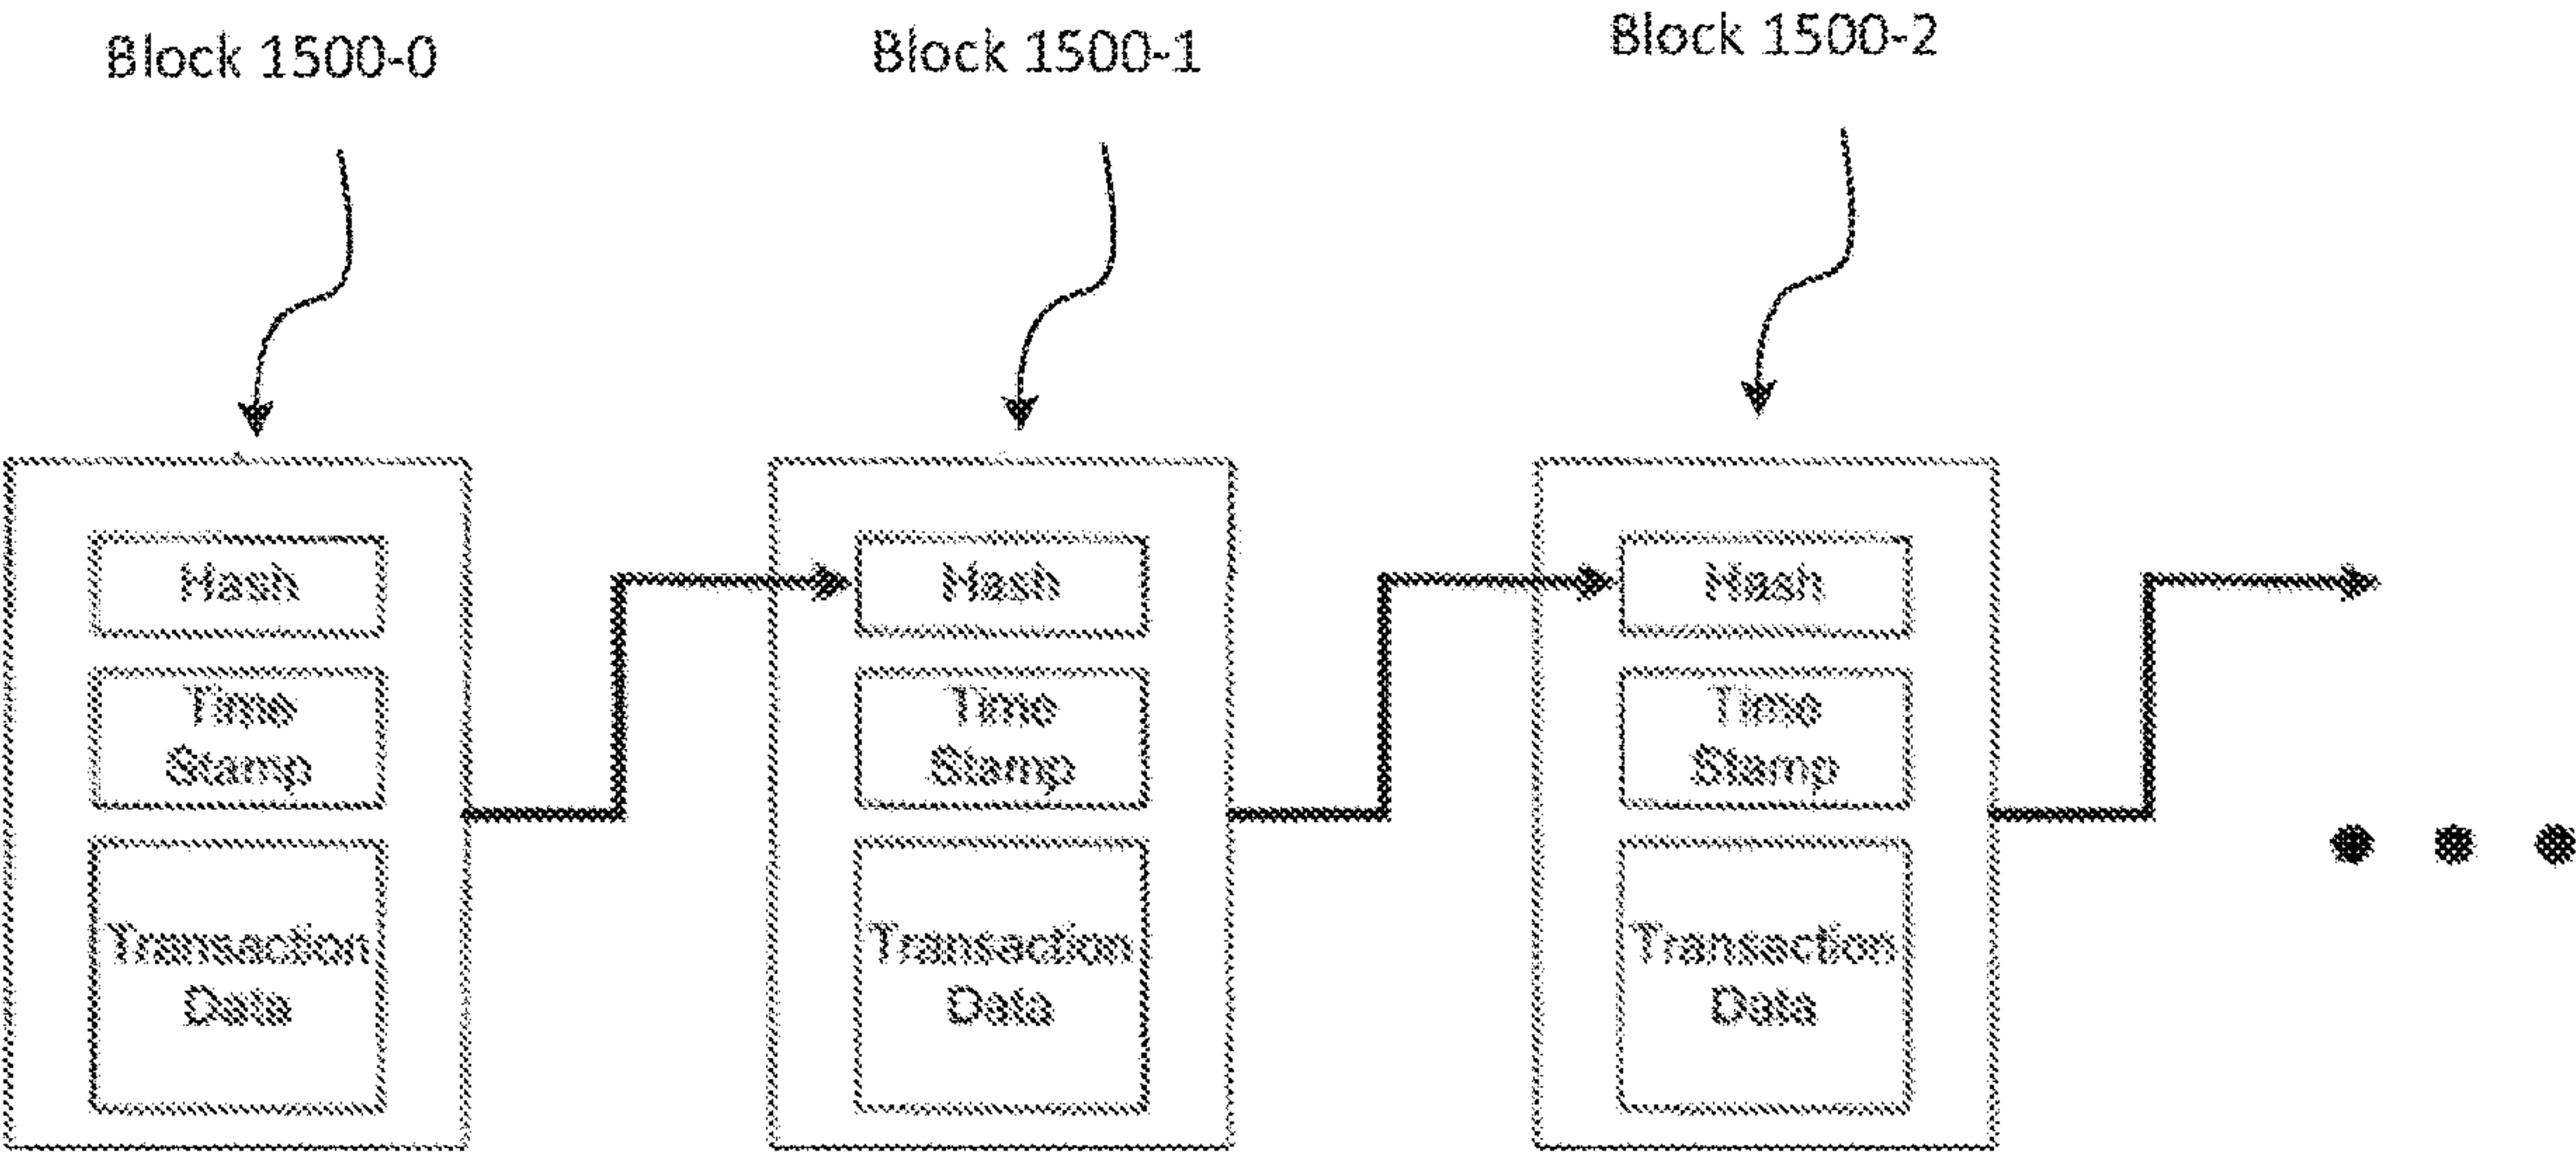 Block 1500-0
Block 1500-1
Block 1500-2
Hash
Time
Stamp
Transaction
Data
Hash
Time
Stamp
Transaction
Data
Hash
Time
Stamp
Transaction
Data